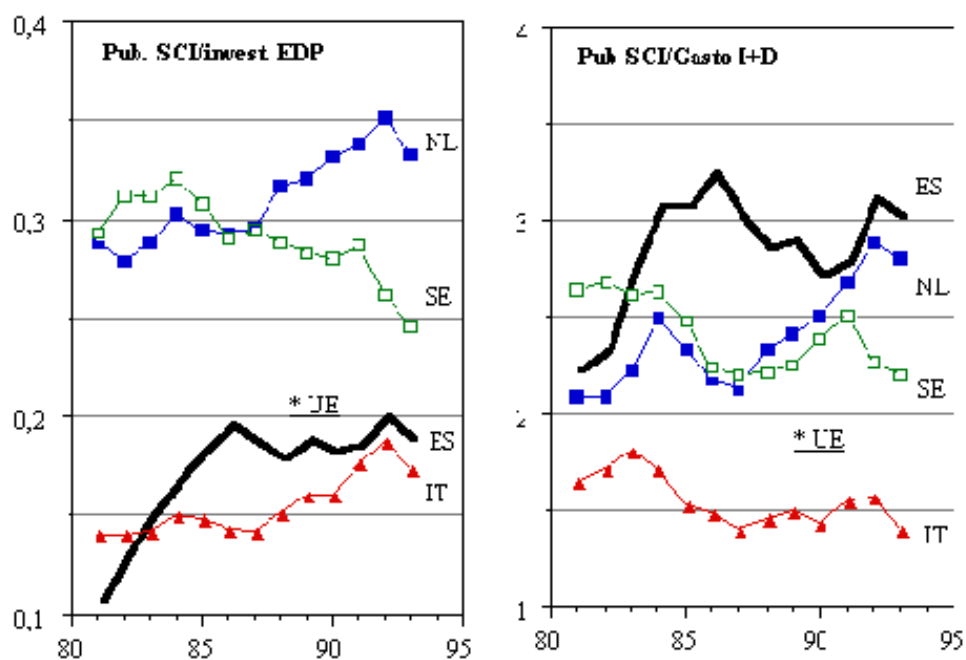 0,4
Pub. SCI/invest. EDP
NL
0,3
SE
* UE
0,2
ES
IT
0,1
80 85 90 95
4
Pub SCI/Gasto I+D
ES
3
NL
SE
2
* UE
IT
1
80 85 90 95